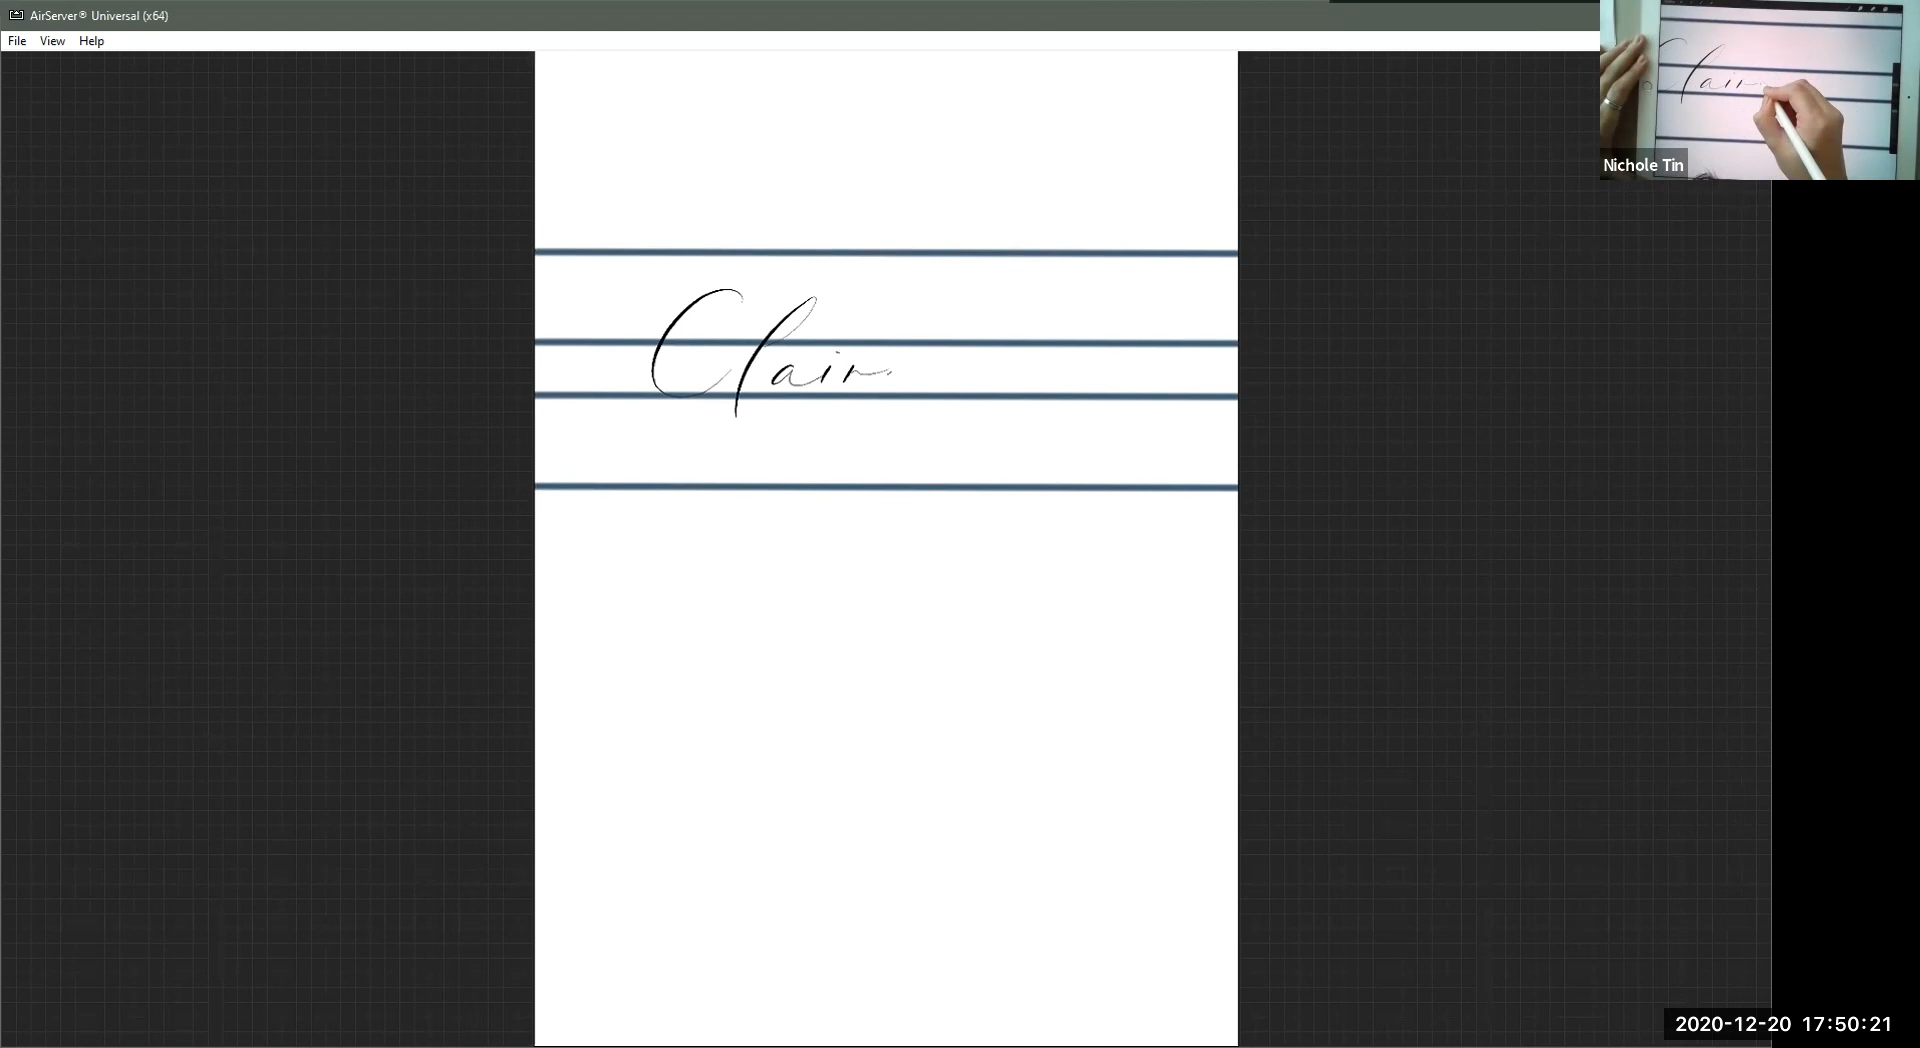 AirServer® Universal (x64)
File View Help
Clair
Nichole Tin
2020-12-20 17:50:21